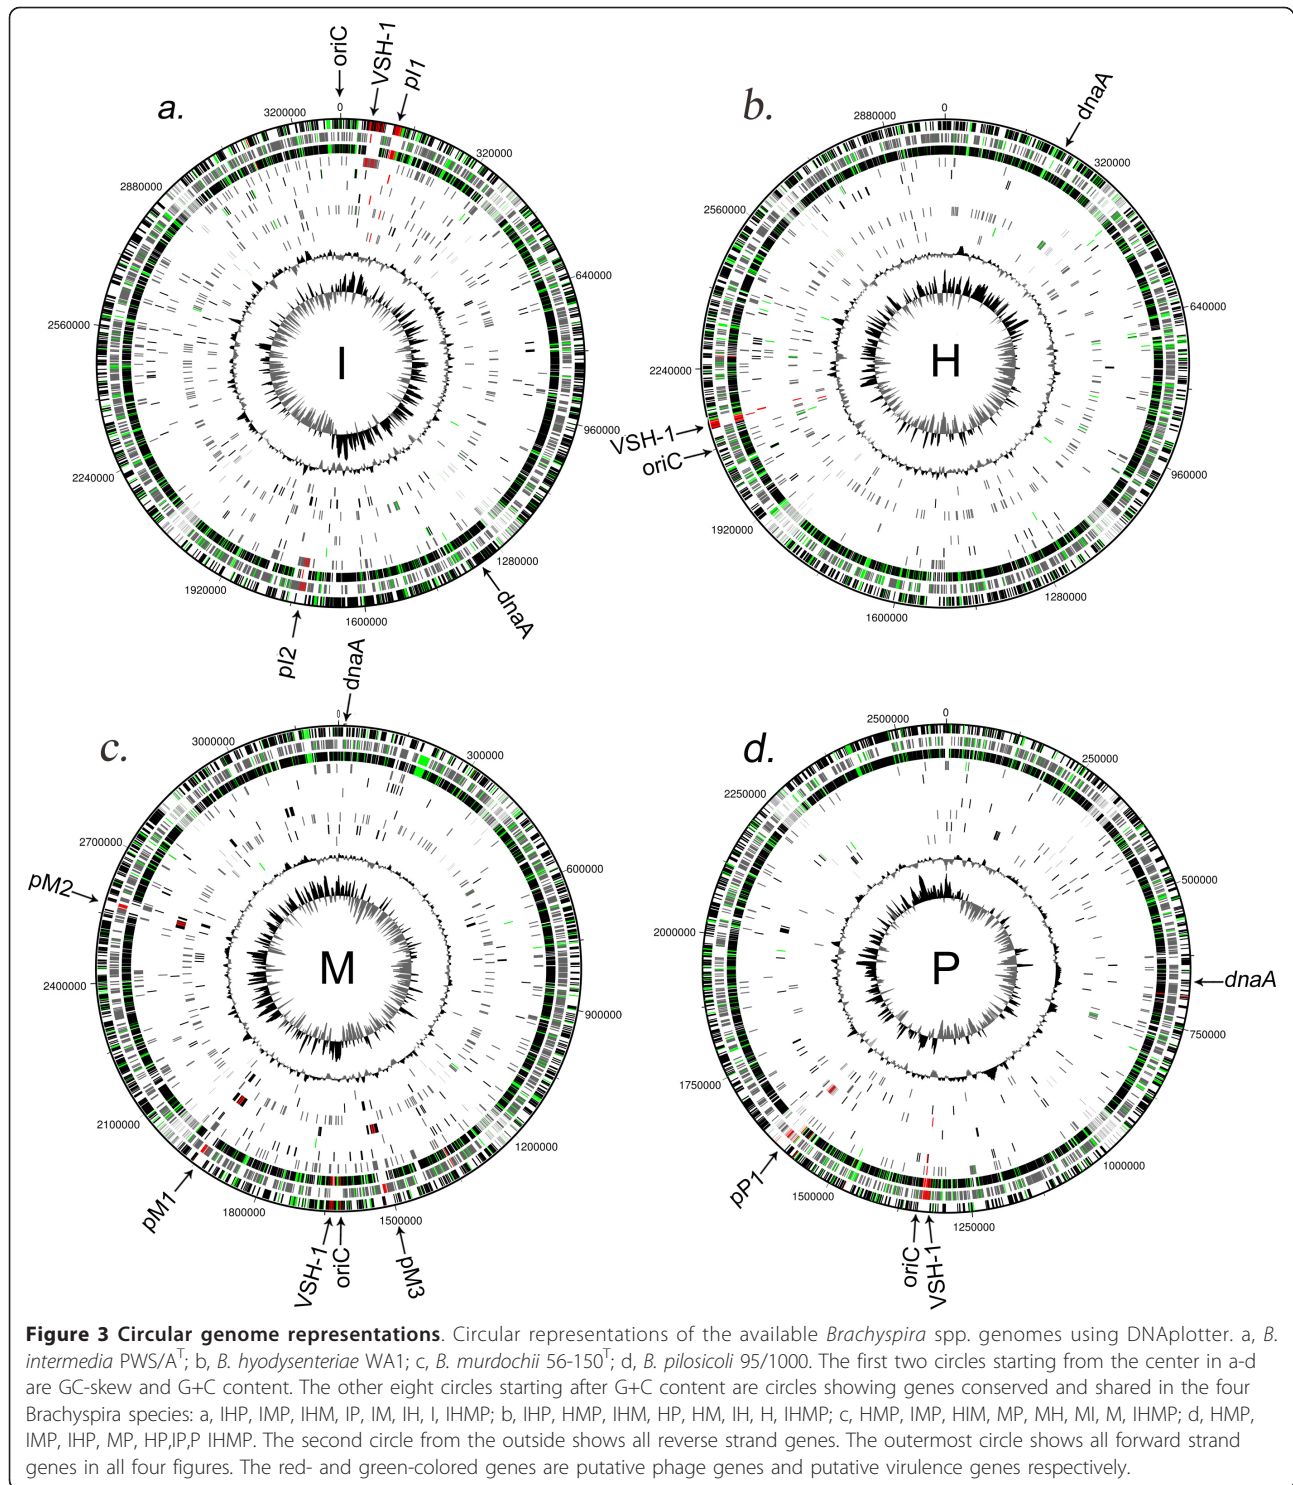 a.
oriC
VSH-1
pI1
3200000
0
320000
2880000
640000
2560000
I
960000
2240000
1280000
dnaA
1920000
1600000
pI2
b.
dnaA
2880000
0
320000
2560000
640000
2240000
H
VSH-1
oriC
960000
1920000
1280000
1600000
c.
dnaA
0
3000000
300000
2700000
600000
pM2
2400000
M
900000
2100000
1200000
pM1
1800000
1500000
VSH-1
oriC
pM3
d.
2500000
0
250000
2250000
500000
2000000
P
dnaA
750000
1750000
1000000
pP1
1500000
1250000
oriC
VSH-1
Figure 3 Circular genome representations. Circular representations of the available Brachyspira spp. genomes using DNAplotter. a, B.
intermedia PWS/Aᵀ; b, B. hyodysenteriae WA1; c, B. murdochii 56-150ᵀ; d, B. pilosicoli 95/1000. The first two circles starting from the center in a-d
are GC-skew and G+C content. The other eight circles starting after G+C content are circles showing genes conserved and shared in the four
Brachyspira species: a, IHP, IMP, IHM, IP, IM, IH, I, IHMP; b, IHP, HMP, IHM, HP, HM, IH, H, IHMP; c, HMP, IMP, HIM, MP, MH, MI, M, IHMP; d, HMP,
IMP, IHP, MP, HP,IP,P IHMP. The second circle from the outside shows all reverse strand genes. The outermost circle shows all forward strand
genes in all four figures. The red- and green-colored genes are putative phage genes and putative virulence genes respectively.